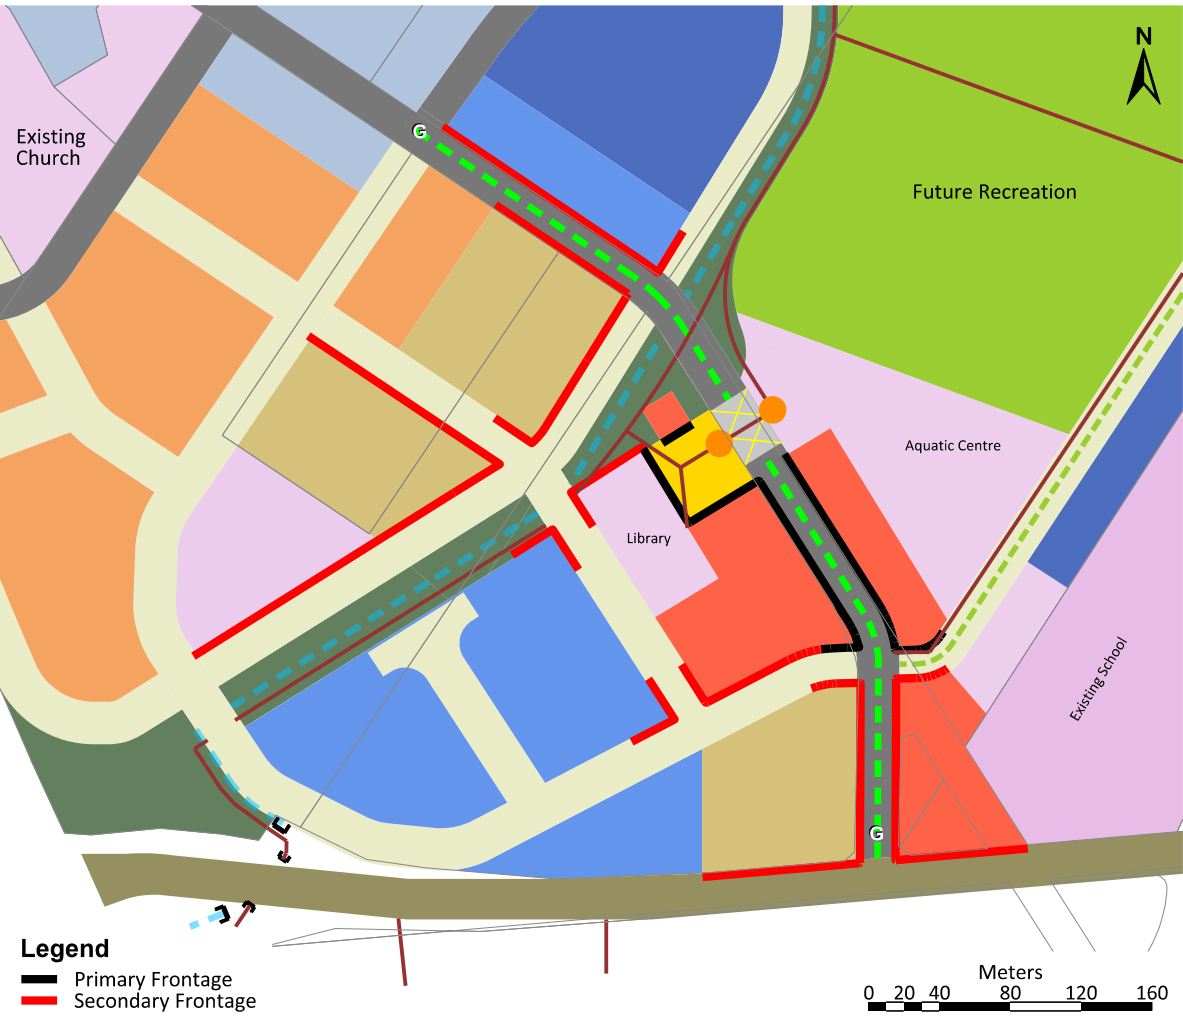 N
Existing
Church
G
Future Recreation
Aquatic Centre
Library
Existing School
G
Legend
Primary Frontage
Secondary Frontage
Meters
0 20 40 80 120 160